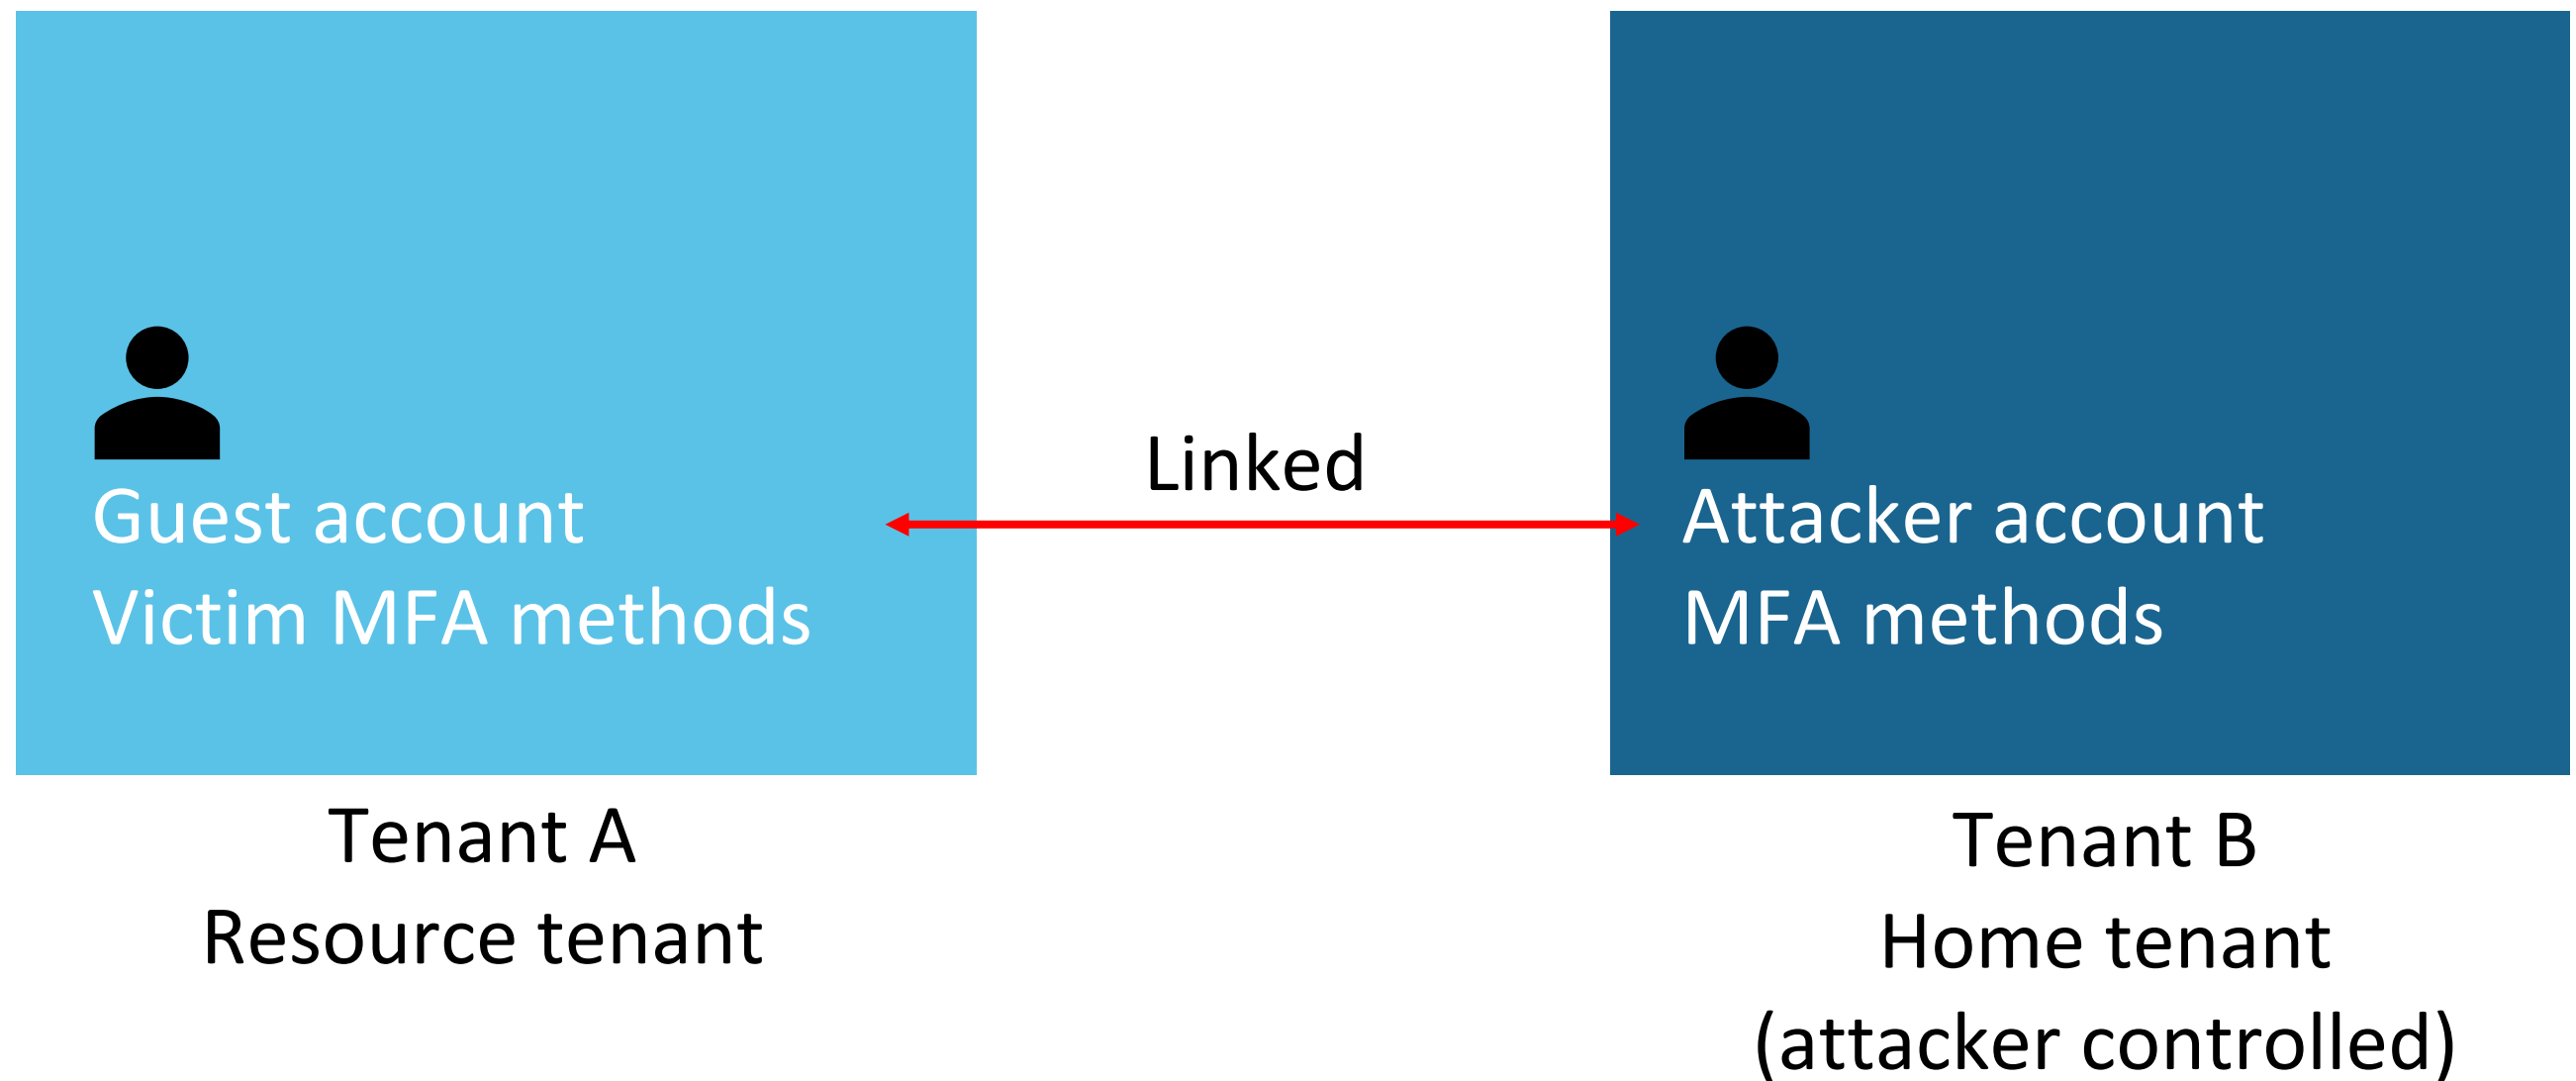 Guest account
Victim MFA methods
Linked
Attacker account
MFA methods
Tenant A
Resource tenant
Tenant B
Home tenant
(attacker controlled)